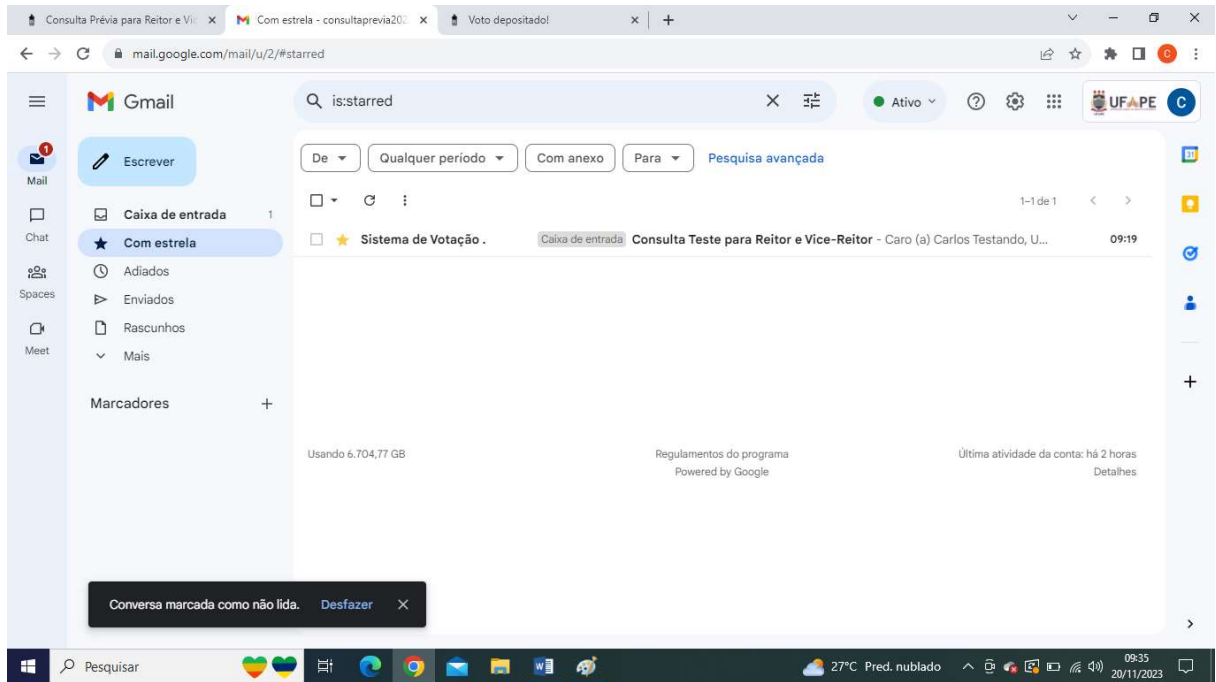 Consulta Prévia para Reitor e Vic
Com estrela - consultaprevia202
Voto depositado!
mail.google.com/mail/u/2/#starred
C
Gmail
is:starred
Ativo
UFAPE
C
1
Mail
Chat
Spaces
Meet
Escrever
Caixa de entrada 1
Com estrela
Adiados
Enviados
Rascunhos
Mais
Marcadores
De
Qualquer período
Com anexo
Para
Pesquisa avançada
1–1 de 1
Sistema de Votação . Caixa de entrada Consulta Teste para Reitor e Vice-Reitor - Caro (a) Carlos Testando, U... 09:19
31
Usando 6.704,77 GB
Regulamentos do programa
Powered by Google
Última atividade da conta: há 2 horas
Detalhes
Conversa marcada como não lida. Desfazer
Pesquisar
27°C Pred. nublado
09:35
20/11/2023